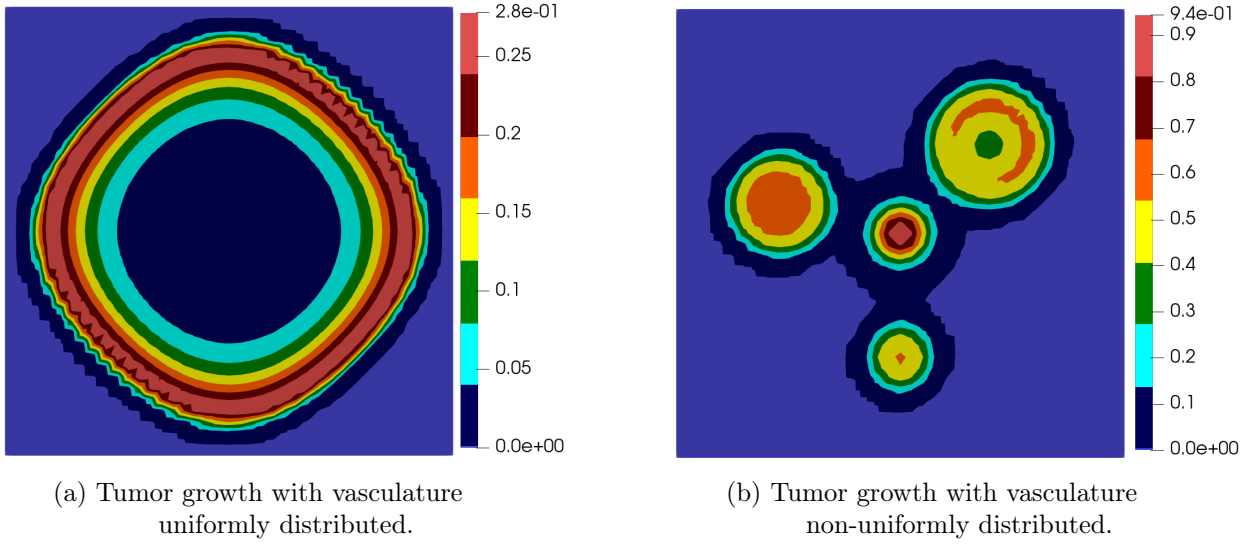 2.8e-01
0.25
0.2
0.15
0.1
0.05
0.0e+00
9.4e-01
0.9
0.8
0.7
0.6
0.5
0.4
0.3
0.2
0.1
0.0e+00
(a) Tumor growth with vasculature
uniformly distributed.
(b) Tumor growth with vasculature
non-uniformly distributed.